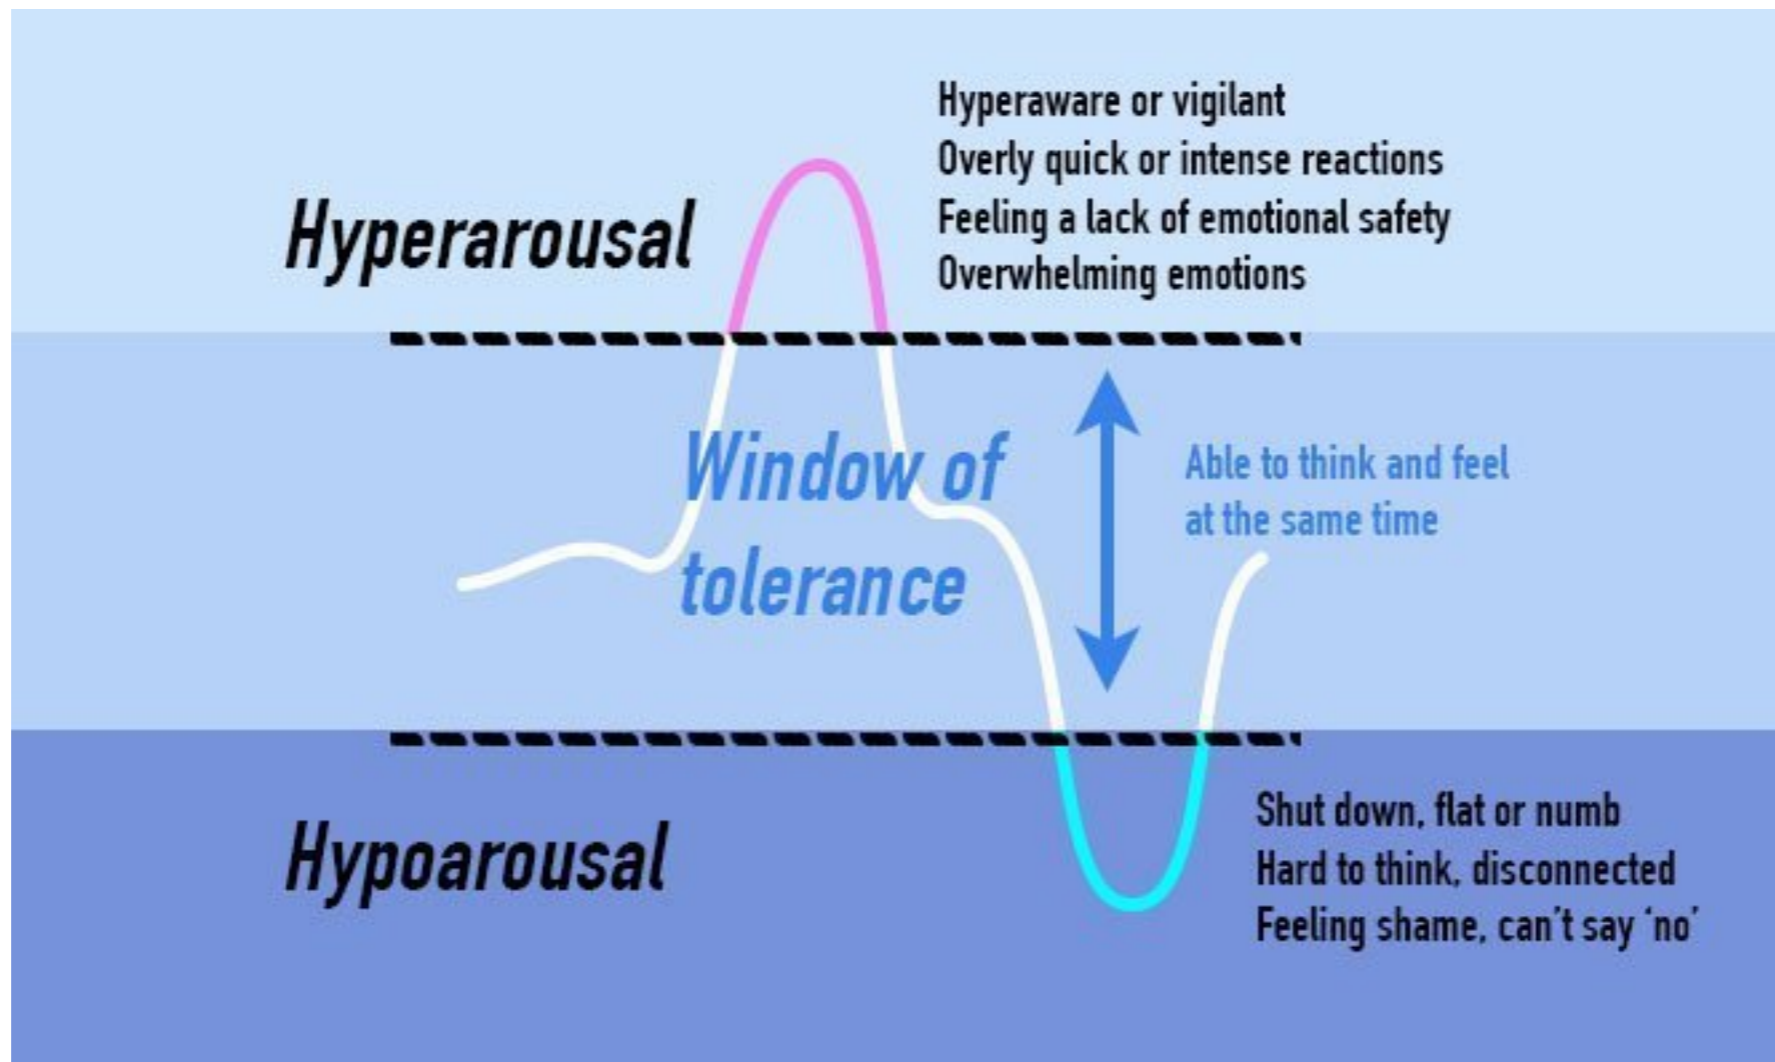 Hyperaware or vigilant
Overly quick or intense reactions
Feeling a lack of emotional safety
Overwhelming emotions
Hyperarousal
Window of
tolerance
Able to think and feel
at the same time
Hypoarousal
Shut down, flat or numb
Hard to think, disconnected
Feeling shame, can’t say ‘no’